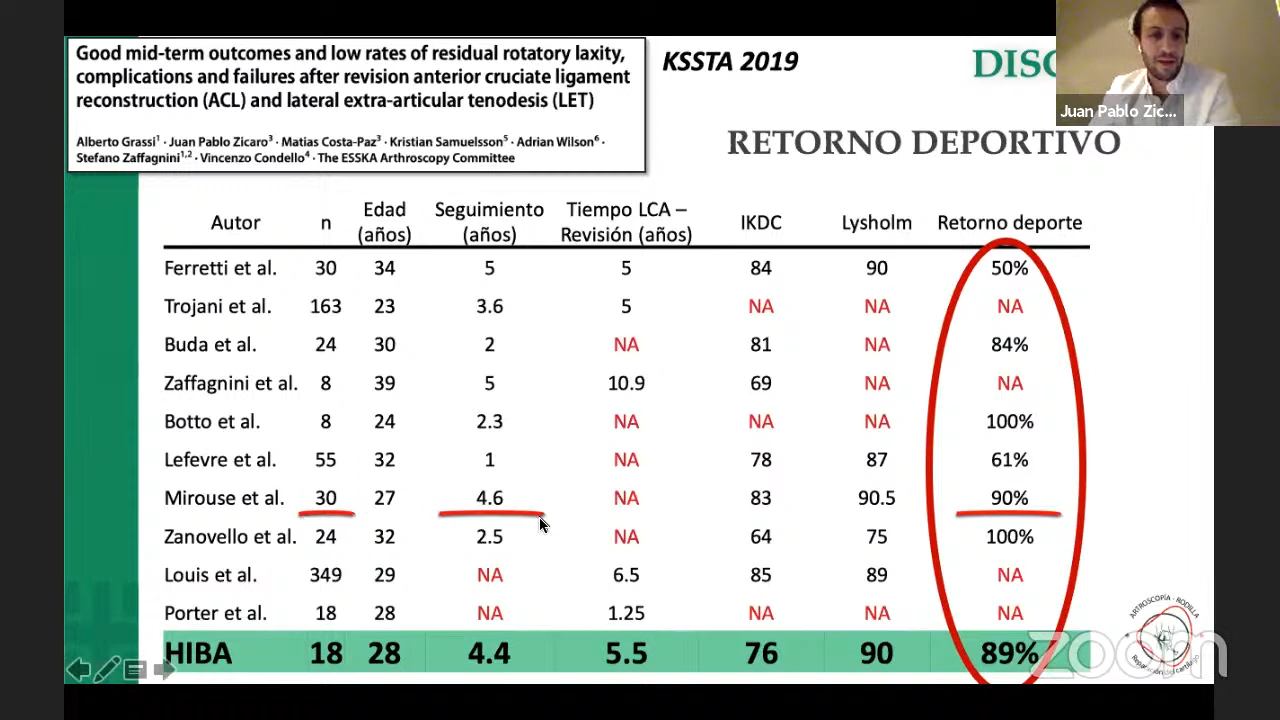 Good mid-term outcomes and low rates of residual rotatory laxity,
complications and failures after revision anterior cruciate ligament
reconstruction (ACL) and lateral extra-articular tenodesis (LET)
Alberto Grassi1 · Juan Pablo Zicaro3 · Matias Costa-Paz3 · Kristian Samuelsson5 · Adrian Wilson6 ·
Stefano Zaffagnini1,2 · Vincenzo Condello4 · The ESSKA Arthroscopy Committee
KSSTA 2019
DISC
Juan Pablo Zic...
RETORNO DEPORTIVO
Autor n Edad (años) Seguimiento (años) Tiempo LCA – Revisión (años) IKDC Lysholm Retorno deporte
Ferretti et al. 30 34 5 5 84 90 50%
Trojani et al. 163 23 3.6 5 NA NA NA
Buda et al. 24 30 2 NA 81 NA 84%
Zaffagnini et al. 8 39 5 10.9 69 NA NA
Botto et al. 8 24 2.3 NA NA NA 100%
Lefevre et al. 55 32 1 NA 78 87 61%
Mirouse et al. 30 27 4.6 NA 83 90.5 90%
Zanovello et al. 24 32 2.5 NA 64 75 100%
Louis et al. 349 29 NA 6.5 85 89 NA
Porter et al. 18 28 NA 1.25 NA NA NA
HIBA 18 28 4.4 5.5 76 90 89%
ARTROSCOPÍA - RODILLA
zoom